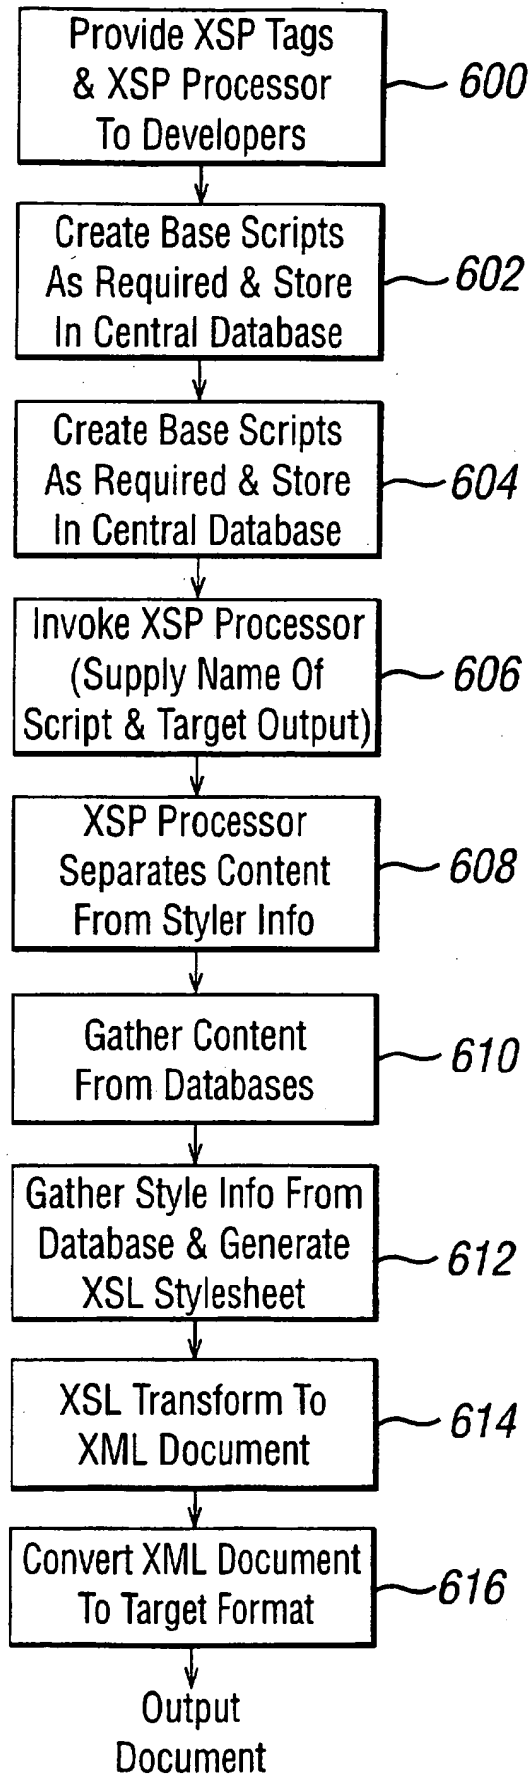 Provide XSP Tags
& XSP Processor
To Developers
600
Create Base Scripts
As Required & Store
In Central Database
602
Create Base Scripts
As Required & Store
In Central Database
604
Invoke XSP Processor
(Supply Name Of
Script & Target Output)
606
XSP Processor
Separates Content
From Styler Info
608
Gather Content
From Databases
610
Gather Style Info From
Database & Generate
XSL Stylesheet
612
XSL Transform To
XML Document
614
Convert XML Document
To Target Format
616
Output
Document